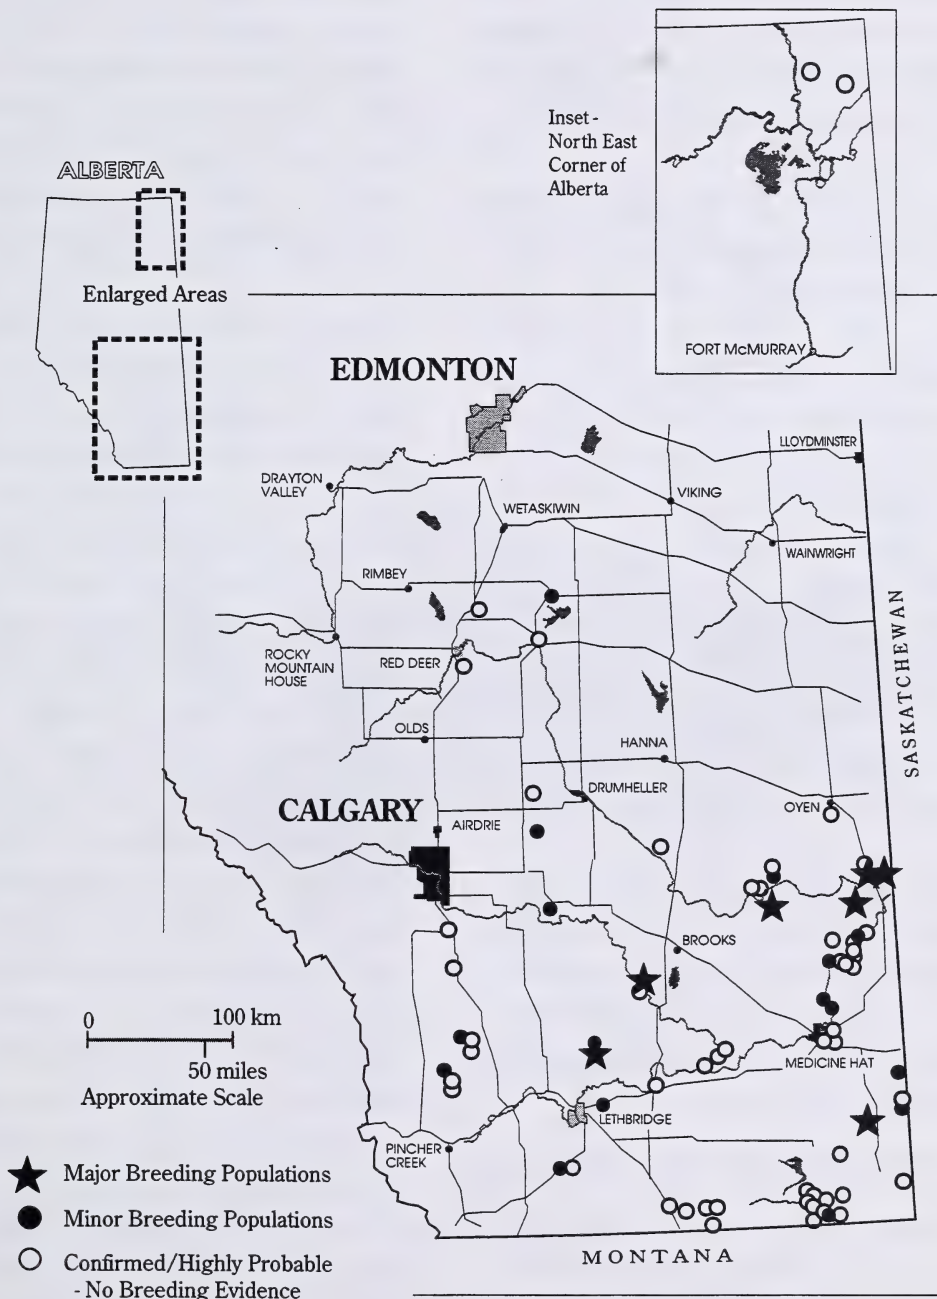 Inset -
North East
Corner of
Alberta
FORT McMURRAY
ALBERTA
Enlarged Areas
EDMONTON
LLOYDMINSTER
DRAYTON
VALLEY
VIKING
WETASKIWIN
WAINWRIGHT
RIMBEY
ROCKY
MOUNTAIN
HOUSE
RED DEER
SASKATCHEWAN
OLDS
HANNA
CALGARY
DRUMHELLER
AIRDRIE
OYEN
BROOKS
0 100 km
50 miles
Approximate Scale
MEDICINE HAT
LETHBRIDGE
PINCHER
CREEK
MONTANA
Major Breeding Populations
Minor Breeding Populations
Confirmed/Highly Probable
- No Breeding Evidence